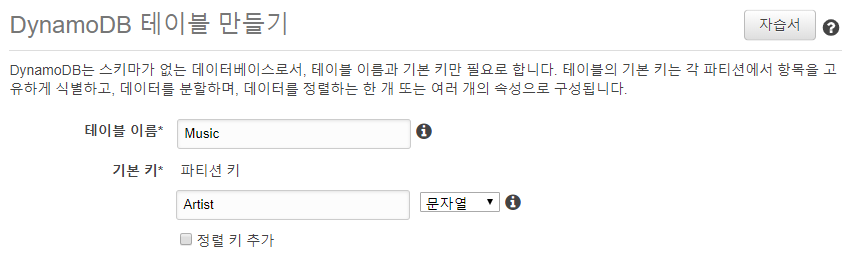 DynamoDB 테이블 만들기
자습서
DynamoDB는 스키마가 없는 데이터베이스로서, 테이블 이름과 기본 키만 필요로 합니다. 테이블의 기본 키는 각 파티션에서 항목을 고
유하게 식별하고, 데이터를 분할하며, 데이터를 정렬하는 한 개 또는 여러 개의 속성으로 구성됩니다.
테이블 이름* Music
기본 키* 파티션 키
Artist 문자열
정렬 키 추가